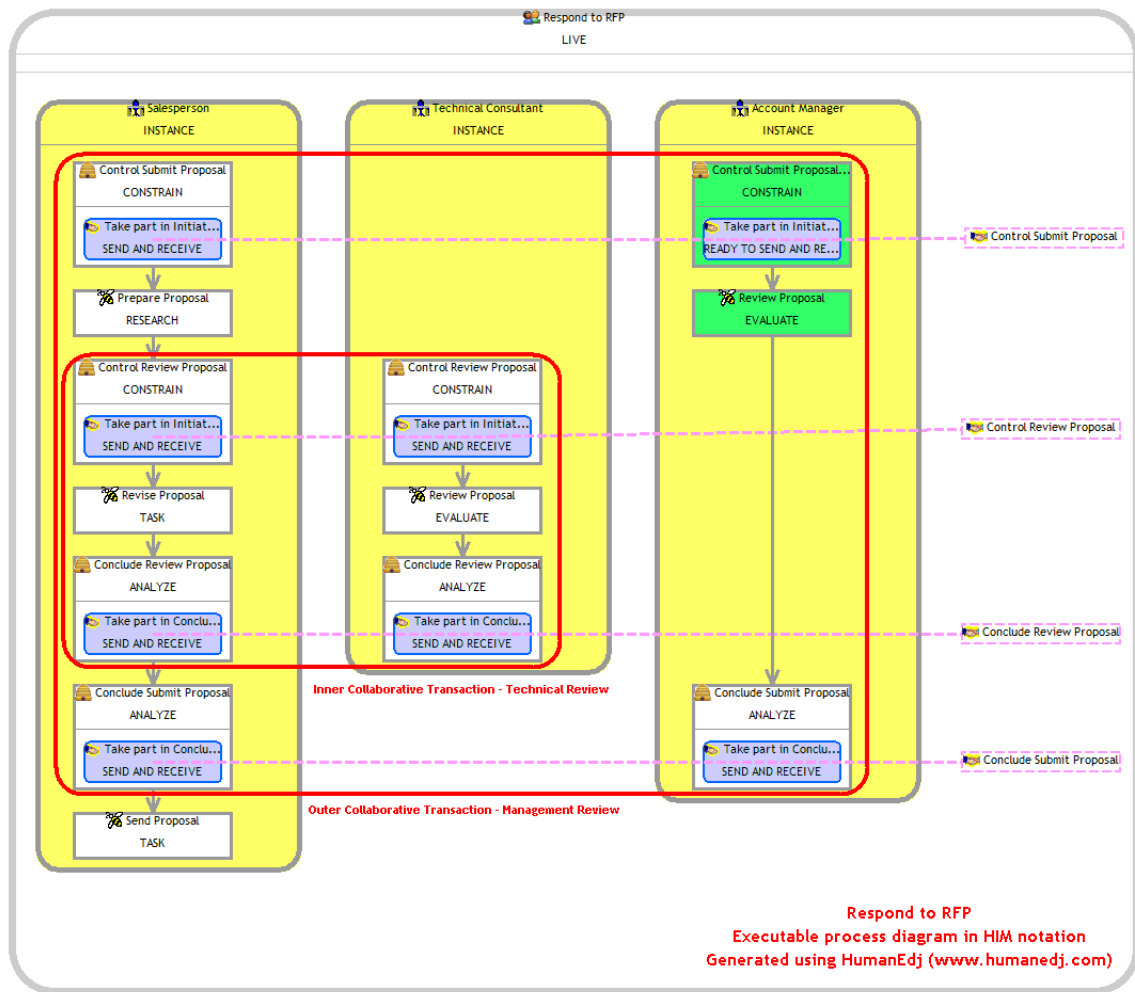 Respond to RFP
LIVE
Salesperson
INSTANCE
Technical Consultant
INSTANCE
Account Manager
INSTANCE
Control Submit Proposal
CONSTRAIN
Take part in Initiat...
SEND AND RECEIVE
Control Submit Proposal...
CONSTRAIN
Take part in Initiat...
READY TO SEND AND RE...
Control Submit Proposal
Prepare Proposal
RESEARCH
Review Proposal
EVALUATE
Control Review Proposal
CONSTRAIN
Take part in Initiat...
SEND AND RECEIVE
Control Review Proposal
CONSTRAIN
Take part in Initiat...
SEND AND RECEIVE
Control Review Proposal
Revise Proposal
TASK
Review Proposal
EVALUATE
Conclude Review Proposal
ANALYZE
Take part in Conclu...
SEND AND RECEIVE
Conclude Review Proposal
ANALYZE
Take part in Conclu...
SEND AND RECEIVE
Conclude Review Proposal
Inner Collaborative Transaction - Technical Review
Conclude Submit Proposal
ANALYZE
Take part in Conclu...
SEND AND RECEIVE
Conclude Submit Proposal
ANALYZE
Take part in Conclu...
SEND AND RECEIVE
Conclude Submit Proposal
Outer Collaborative Transaction - Management Review
Send Proposal
TASK
Respond to RFP
Executable process diagram in HIM notation
Generated using HumanEdj (www.humanedj.com)